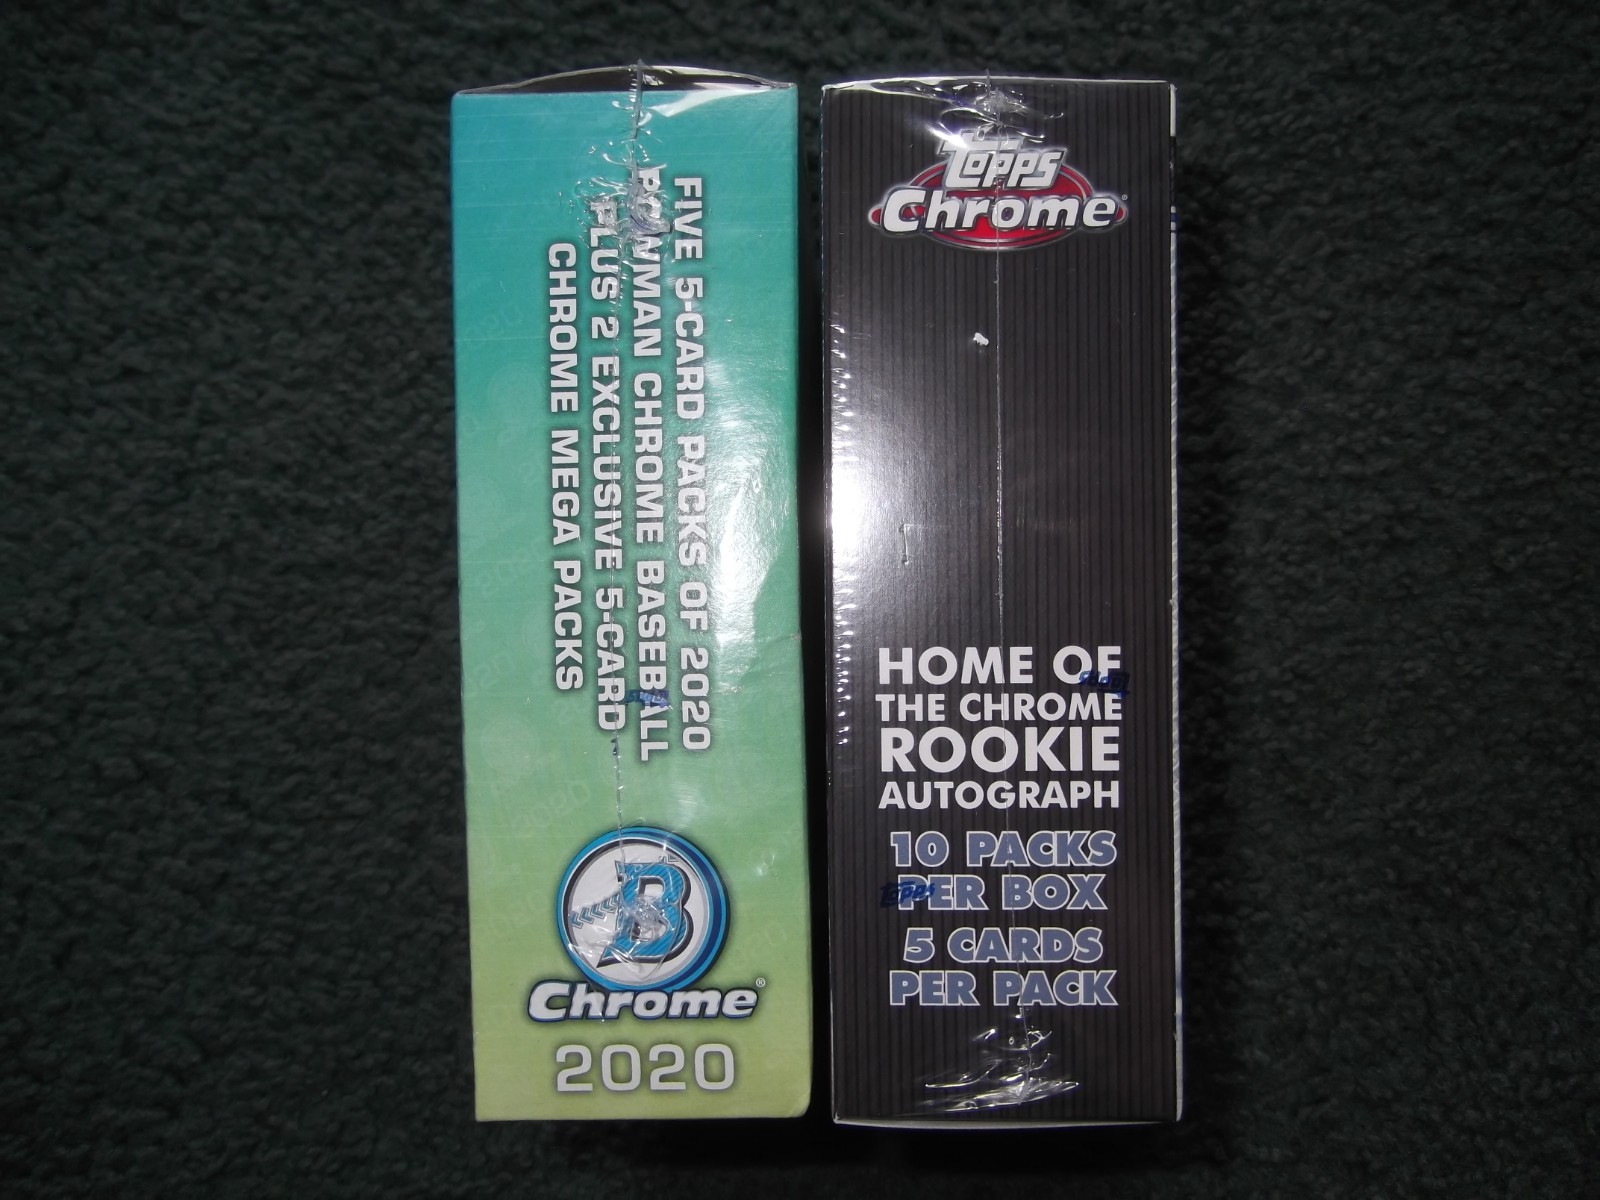 FIVE 5-CARD PACKS OF 2020
BOWMAN CHROME BASEBALL
PLUS 2 EXCLUSIVE 5-CARD
CHROME MEGA PACKS
B
Chrome®
2020
Topps
Chrome®
HOME OF
THE CHROME
ROOKIE
AUTOGRAPH
10 PACKS
PER BOX
5 CARDS
PER PACK
Topps